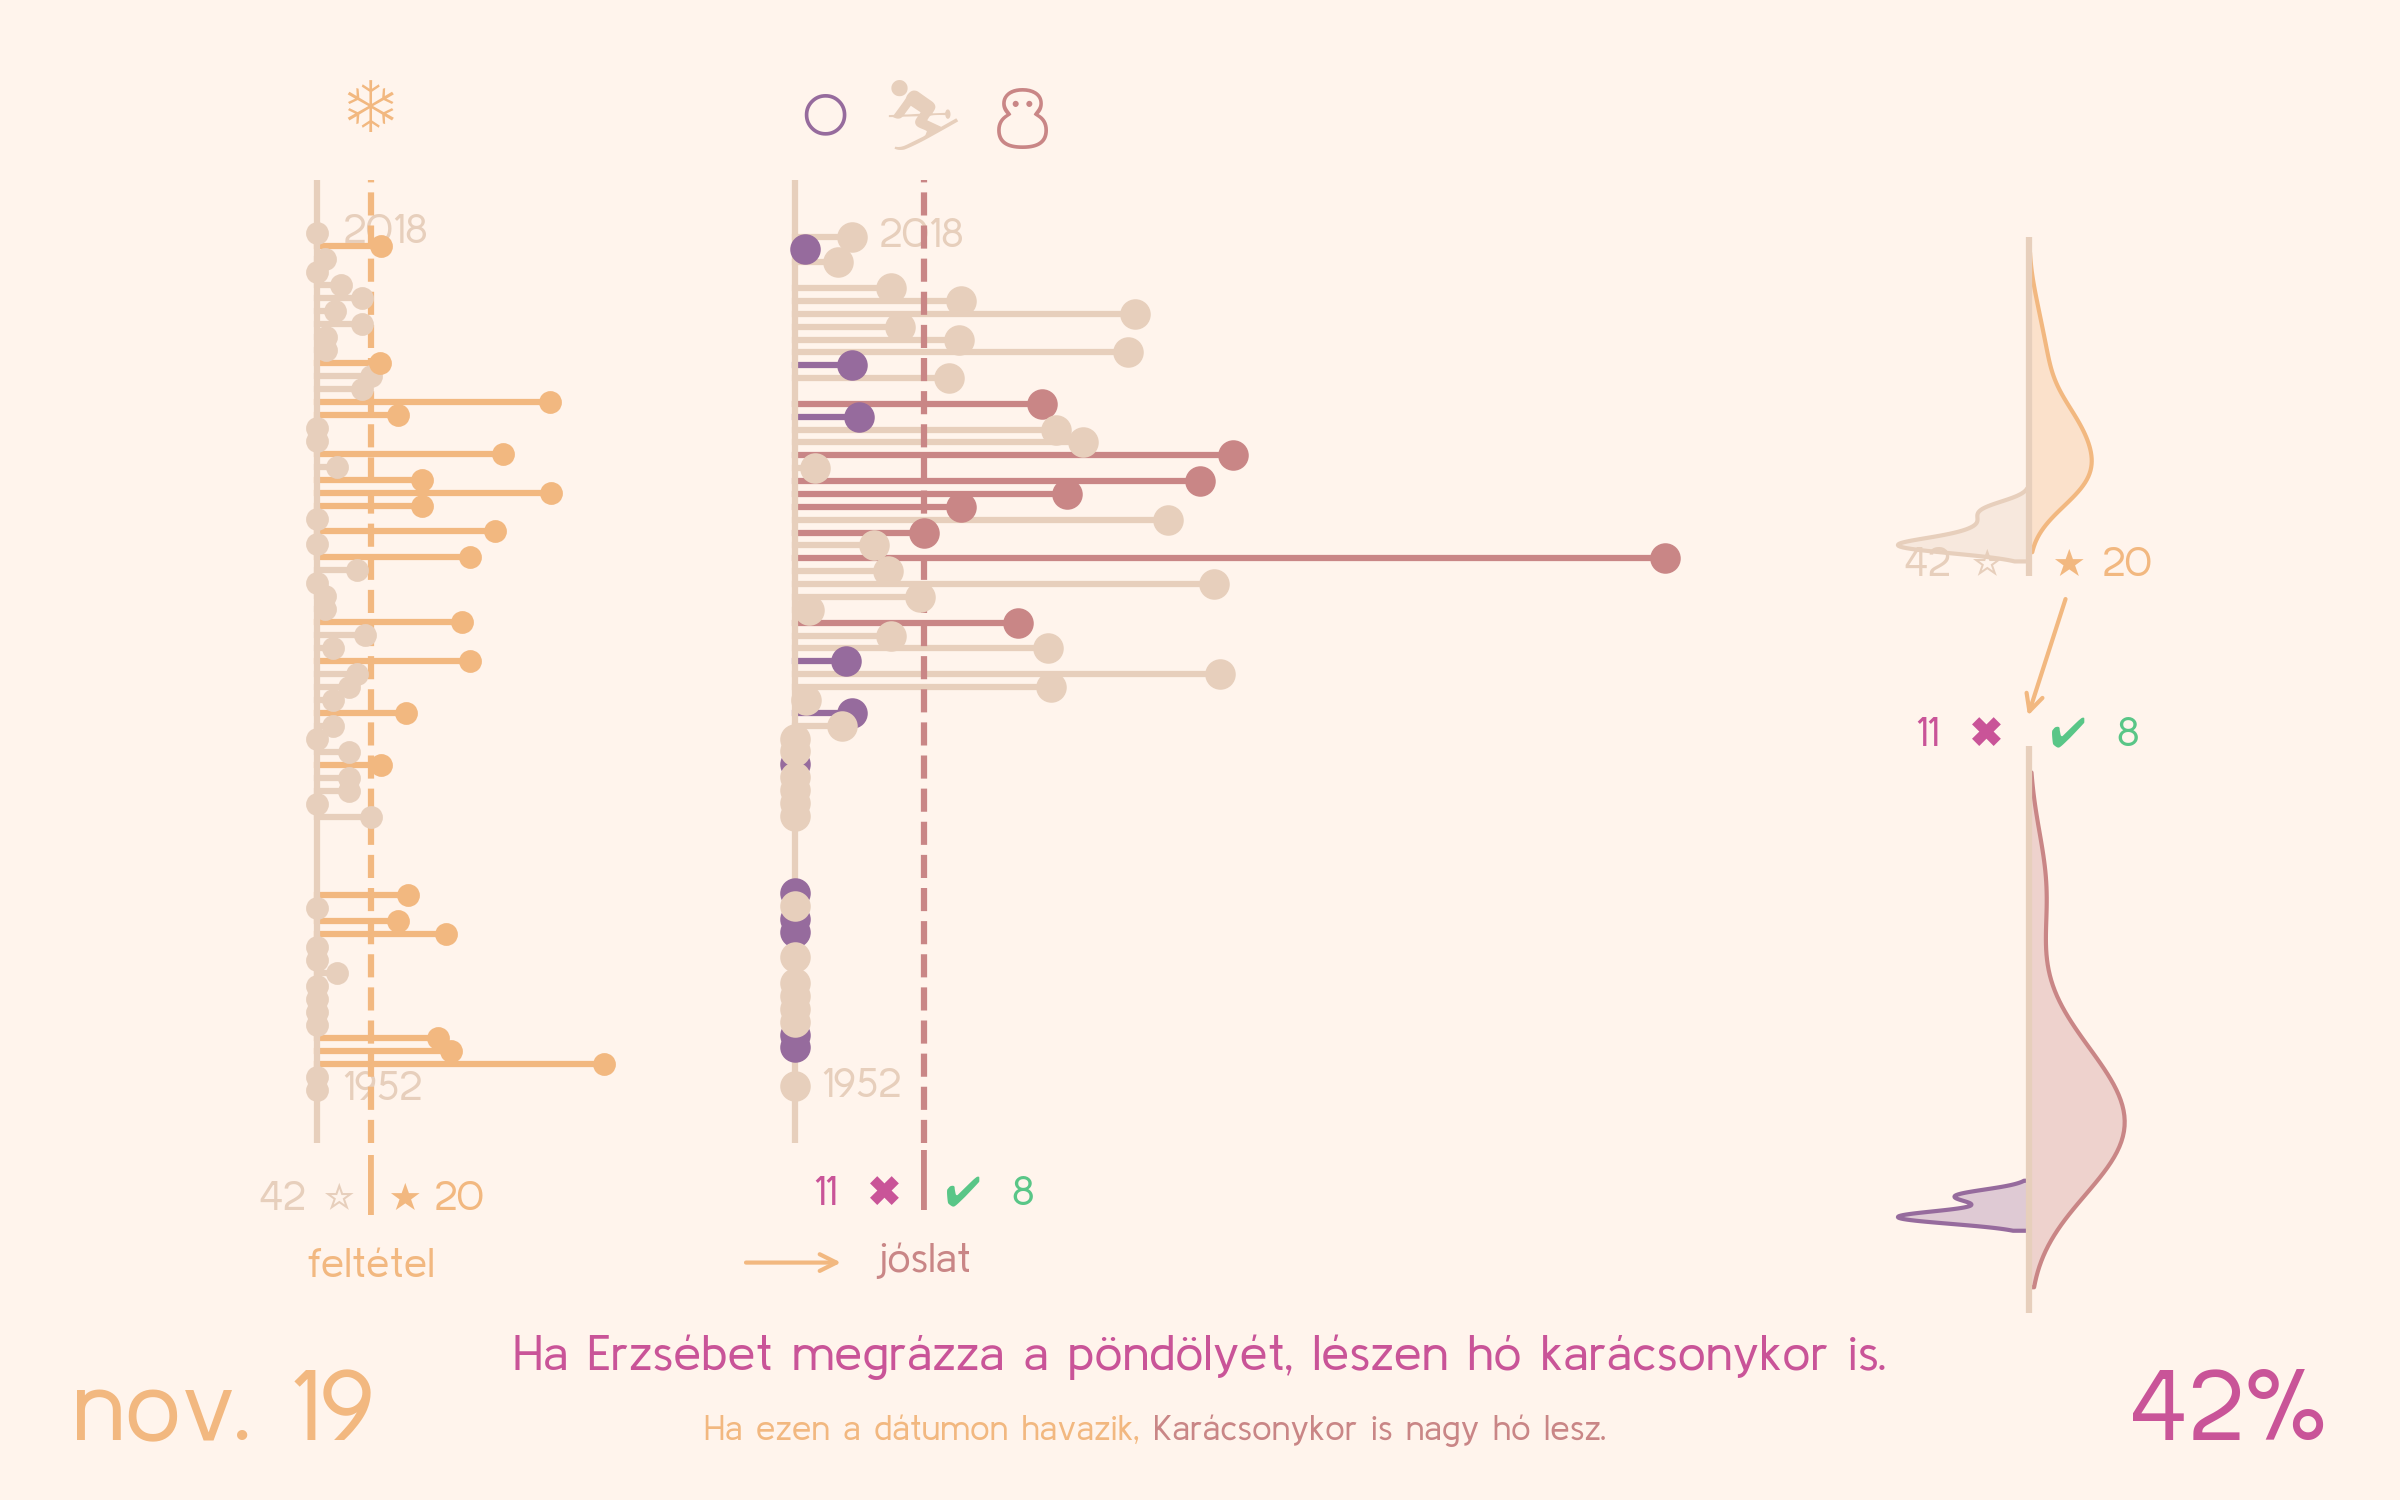 2018
2018
42 ☆ ★ 20
11 ✖ ✔ 8
1952
1952
42 ☆ ★ 20
11 ✖ ✔ 8
feltétel
jóslat
Ha Erzsébet megrázza a pöndölyét, lészen hó karácsonykor is.
nov. 19
42%
Ha ezen a dátumon havazik, Karácsonykor is nagy hó lesz.